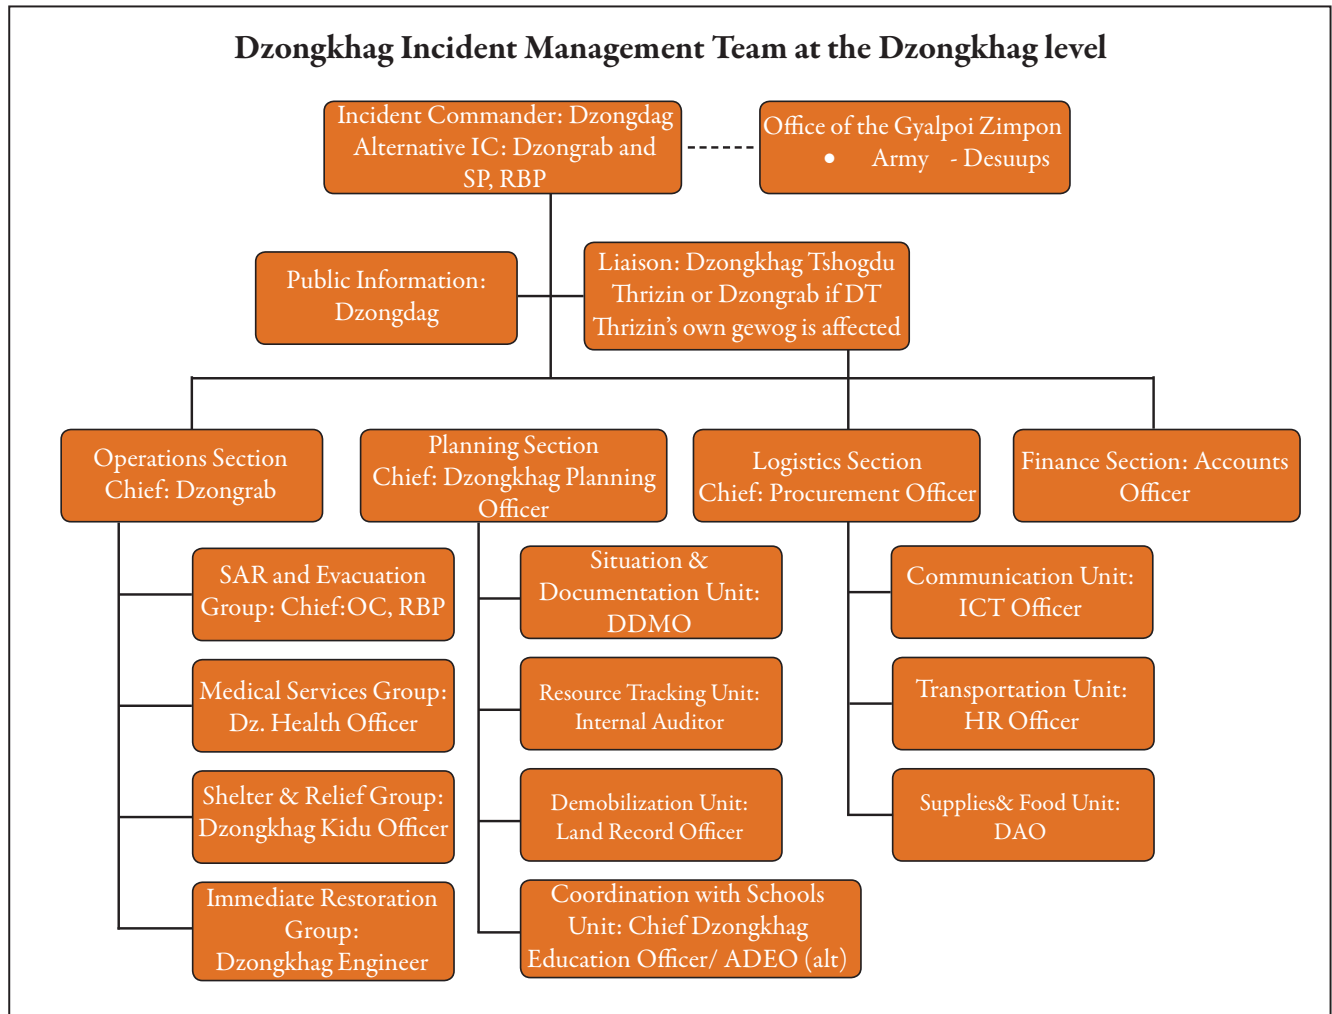 Dzongkhag Incident Management Team at the Dzongkhag level
Incident Commander: Dzongdag
Alternative IC: Dzongrab and
SP, RBP
Office of the Gyalpoi Zimpon
• Army - Desuups
Public Information:
Dzongdag
Liaison: Dzongkhag Tshogdu
Thrizin or Dzongrab if DT
Thrizin’s own gewog is affected
Operations Section
Chief: Dzongrab
Planning Section
Chief: Dzongkhag Planning
Officer
Logistics Section
Chief: Procurement Officer
Finance Section: Accounts
Officer
SAR and Evacuation
Group: Chief:OC, RBP
Medical Services Group:
Dz. Health Officer
Shelter & Relief Group:
Dzongkhag Kidu Officer
Immediate Restoration
Group:
Dzongkhag Engineer
Situation &
Documentation Unit:
DDMO
Resource Tracking Unit:
Internal Auditor
Demobilization Unit:
Land Record Officer
Coordination with Schools
Unit: Chief Dzongkhag
Education Officer/ ADEO (alt)
Communication Unit:
ICT Officer
Transportation Unit:
HR Officer
Supplies& Food Unit:
DAO